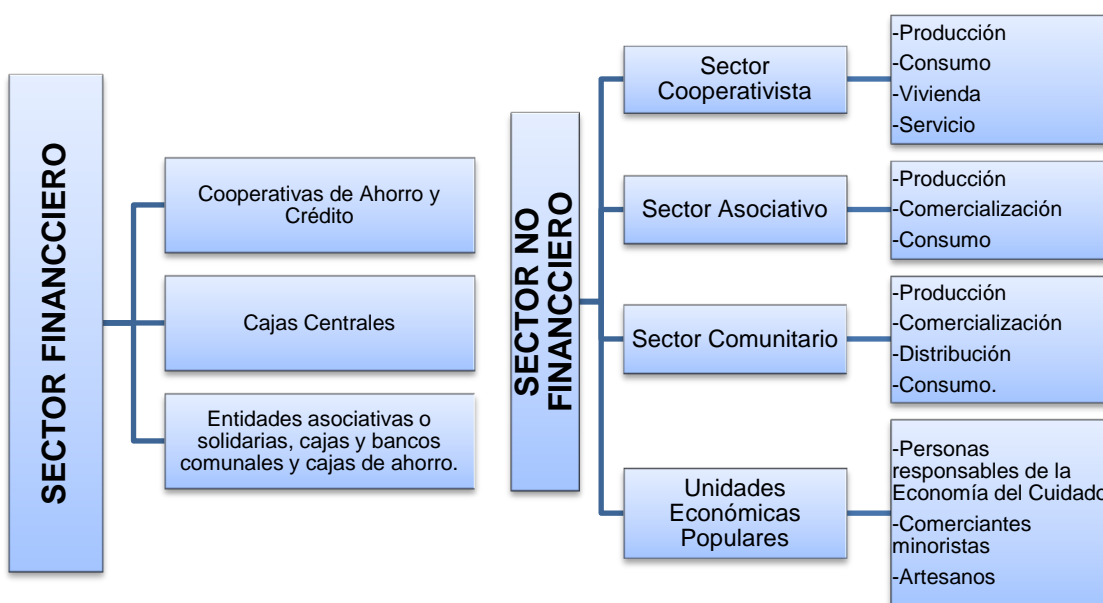 SECTOR FINANCCIERO
Cooperativas de Ahorro y
Crédito
Cajas Centrales
Entidades asociativas o
solidarias, cajas y bancos
comunales y cajas de ahorro.
SECTOR NO
FINANCCIERO
Sector
Cooperativista
-Producción
-Consumo
-Vivienda
-Servicio
Sector Asociativo
-Producción
-Comercialización
-Consumo
Sector Comunitario
-Producción
-Comercialización
-Distribución
-Consumo.
Unidades
Económicas
Populares
-Personas
responsables de la
Economía del Cuidado
-Comerciantes
minoristas
-Artesanos